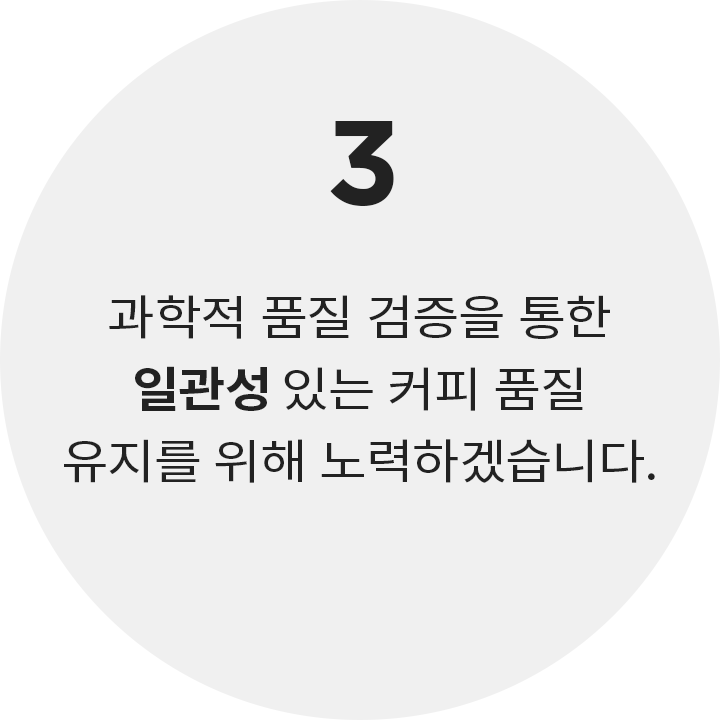 3
과학적 품질 검증을 통한
일관성 있는 커피 품질
유지를 위해 노력하겠습니다.